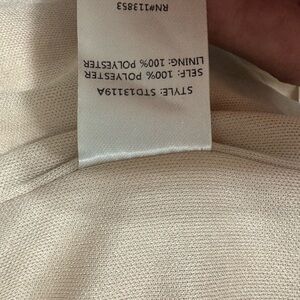 STYLE: STD13119A
SELF: 100% POLYESTER
LINING: 100% POLYESTER
RN#113853